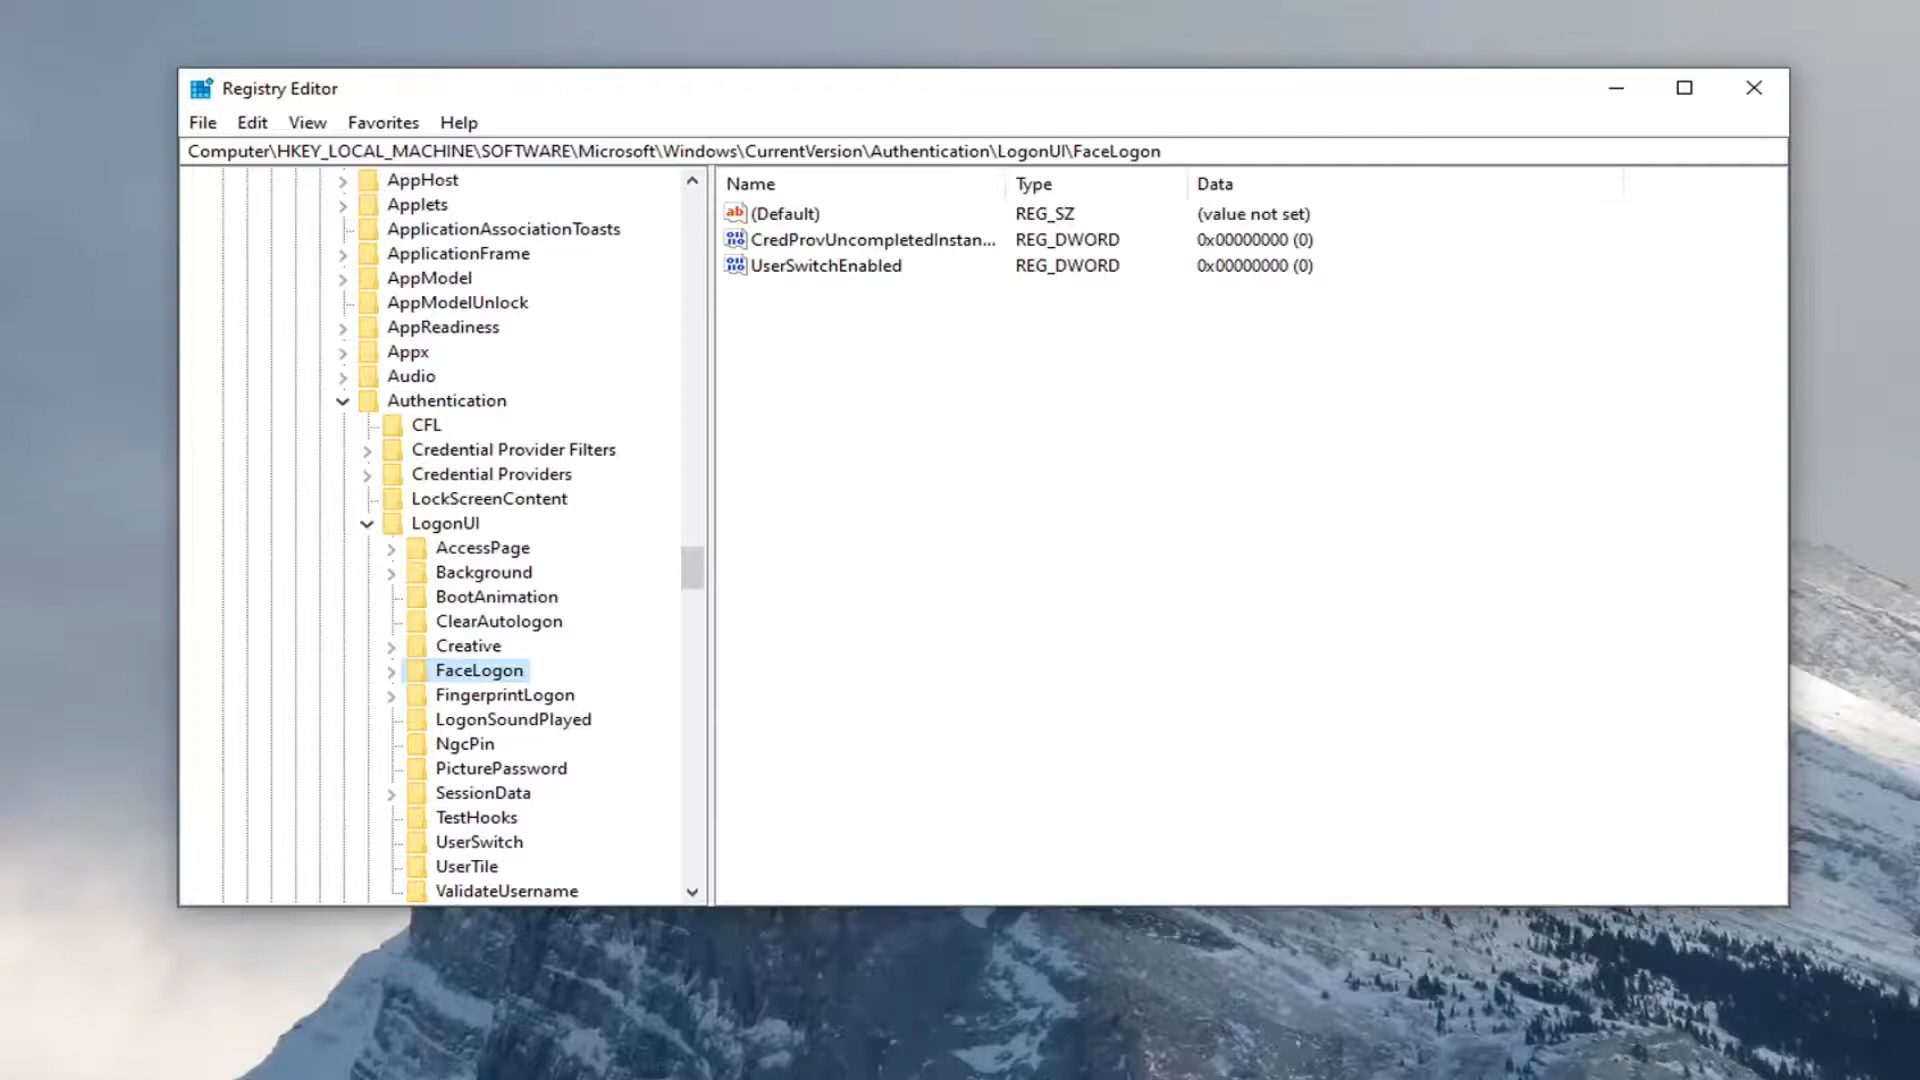 Registry Editor
File Edit View Favorites Help
Computer\HKEY_LOCAL_MACHINE\SOFTWARE\Microsoft\Windows\CurrentVersion\Authentication\LogonUI\FaceLogon
AppHost
Applets
ApplicationAssociationToasts
ApplicationFrame
AppModel
AppModelUnlock
AppReadiness
Appx
Audio
Authentication
CFL
Credential Provider Filters
Credential Providers
LockScreenContent
LogonUI
AccessPage
Background
BootAnimation
ClearAutologon
Creative
FaceLogon
FingerprintLogon
LogonSoundPlayed
NgcPin
PicturePassword
SessionData
TestHooks
UserSwitch
UserTile
ValidateUsername
Name Type Data
(Default) REG_SZ (value not set)
CredProvUncompletedInstan... REG_DWORD 0x00000000 (0)
UserSwitchEnabled REG_DWORD 0x00000000 (0)